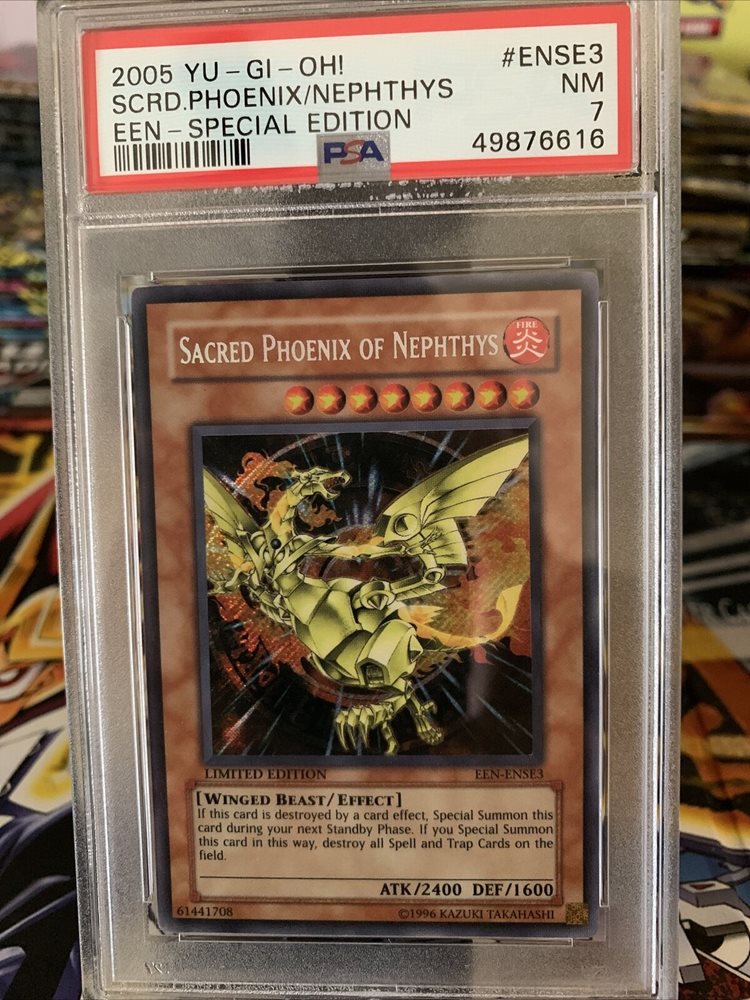 2005 YU-GI-OH! #ENSE3
SCRD.PHOENIX/NEPHTHYS NM
EEN-SPECIAL EDITION 7
PSA 49876616
SACRED PHOENIX OF NEPHTHYS
FIRE
炎
LIMITED EDITION EEN-ENSE3
[WINGED BEAST/EFFECT]
If this card is destroyed by a card effect, Special Summon this
card during your next Standby Phase. If you Special Summon
this card in this way, destroy all Spell and Trap Cards on the
field.
ATK/2400 DEF/1600
61441708 ©1996 KAZUKI TAKAHASHI